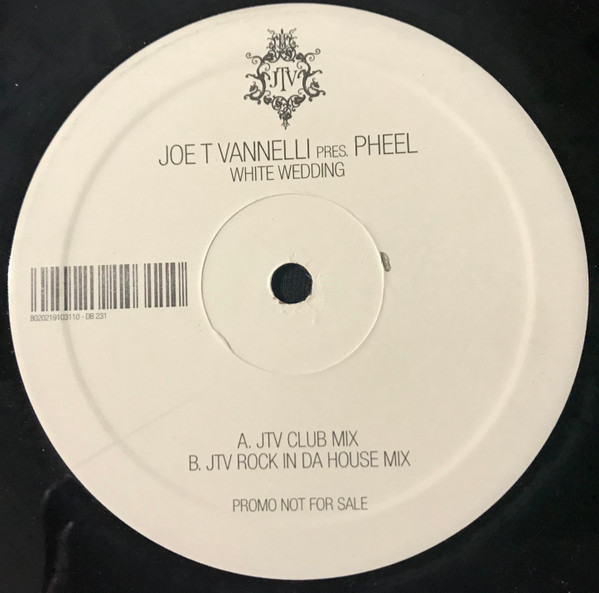 JTV
JOE T VANNELLI PRES. PHEEL
WHITE WEDDING
8020219103110 - DB 231
A. JTV CLUB MIX
B. JTV ROCK IN DA HOUSE MIX
PROMO NOT FOR SALE